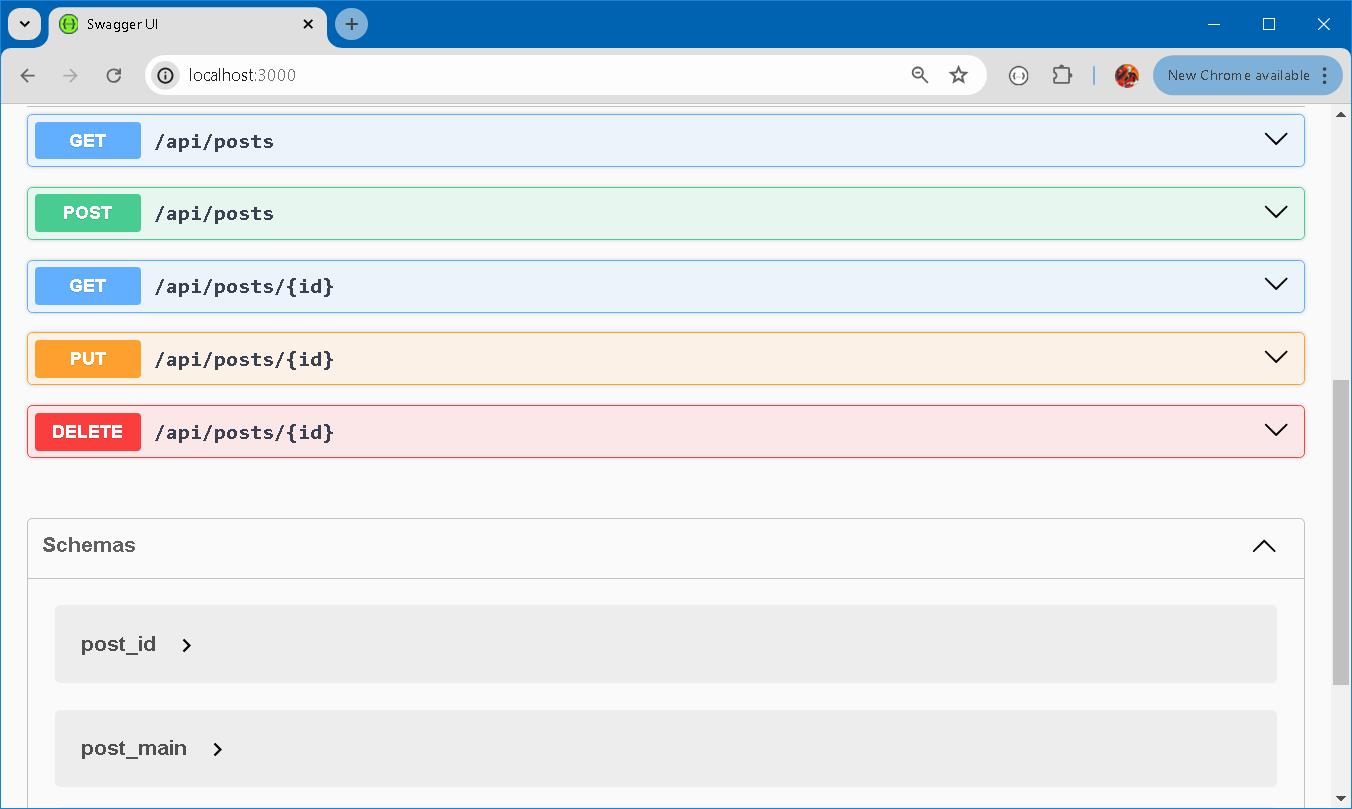 Swagger UI
localhost:3000
New Chrome available
GET /api/posts
POST /api/posts
GET /api/posts/{id}
PUT /api/posts/{id}
DELETE /api/posts/{id}
Schemas
post_id
post_main